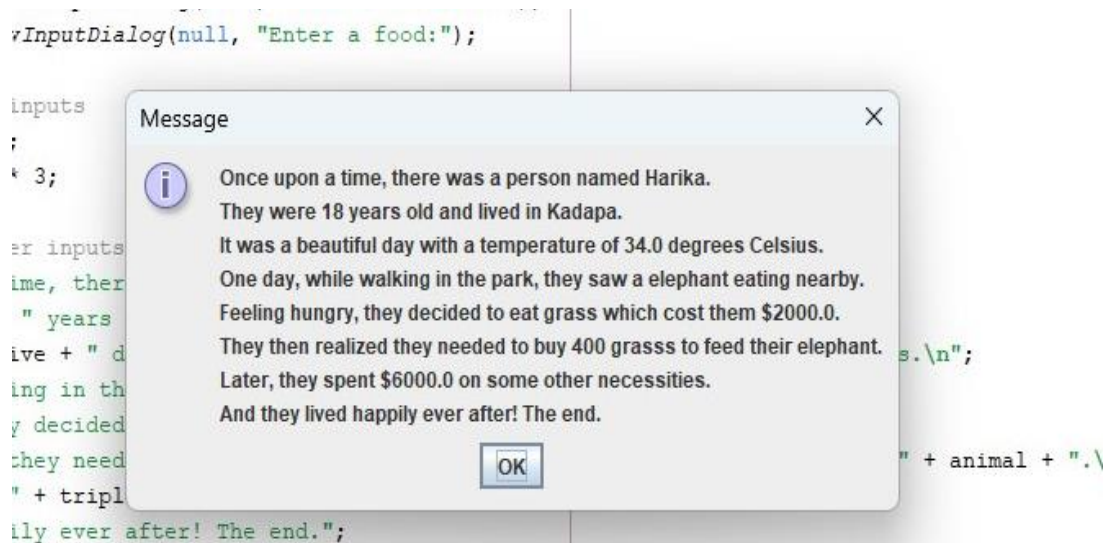 vInputDialog(null, "Enter a food:");
inputs
;
* 3;
er inputs
ime, ther
" years
ive + " d
s.\n";
ing in th
y decided
they need
" + animal + ".\
" + tripl
ily ever after! The end.";
Message
Once upon a time, there was a person named Harika.
They were 18 years old and lived in Kadapa.
It was a beautiful day with a temperature of 34.0 degrees Celsius.
One day, while walking in the park, they saw a elephant eating nearby.
Feeling hungry, they decided to eat grass which cost them $2000.0.
They then realized they needed to buy 400 grasss to feed their elephant.
Later, they spent $6000.0 on some other necessities.
And they lived happily ever after! The end.
OK